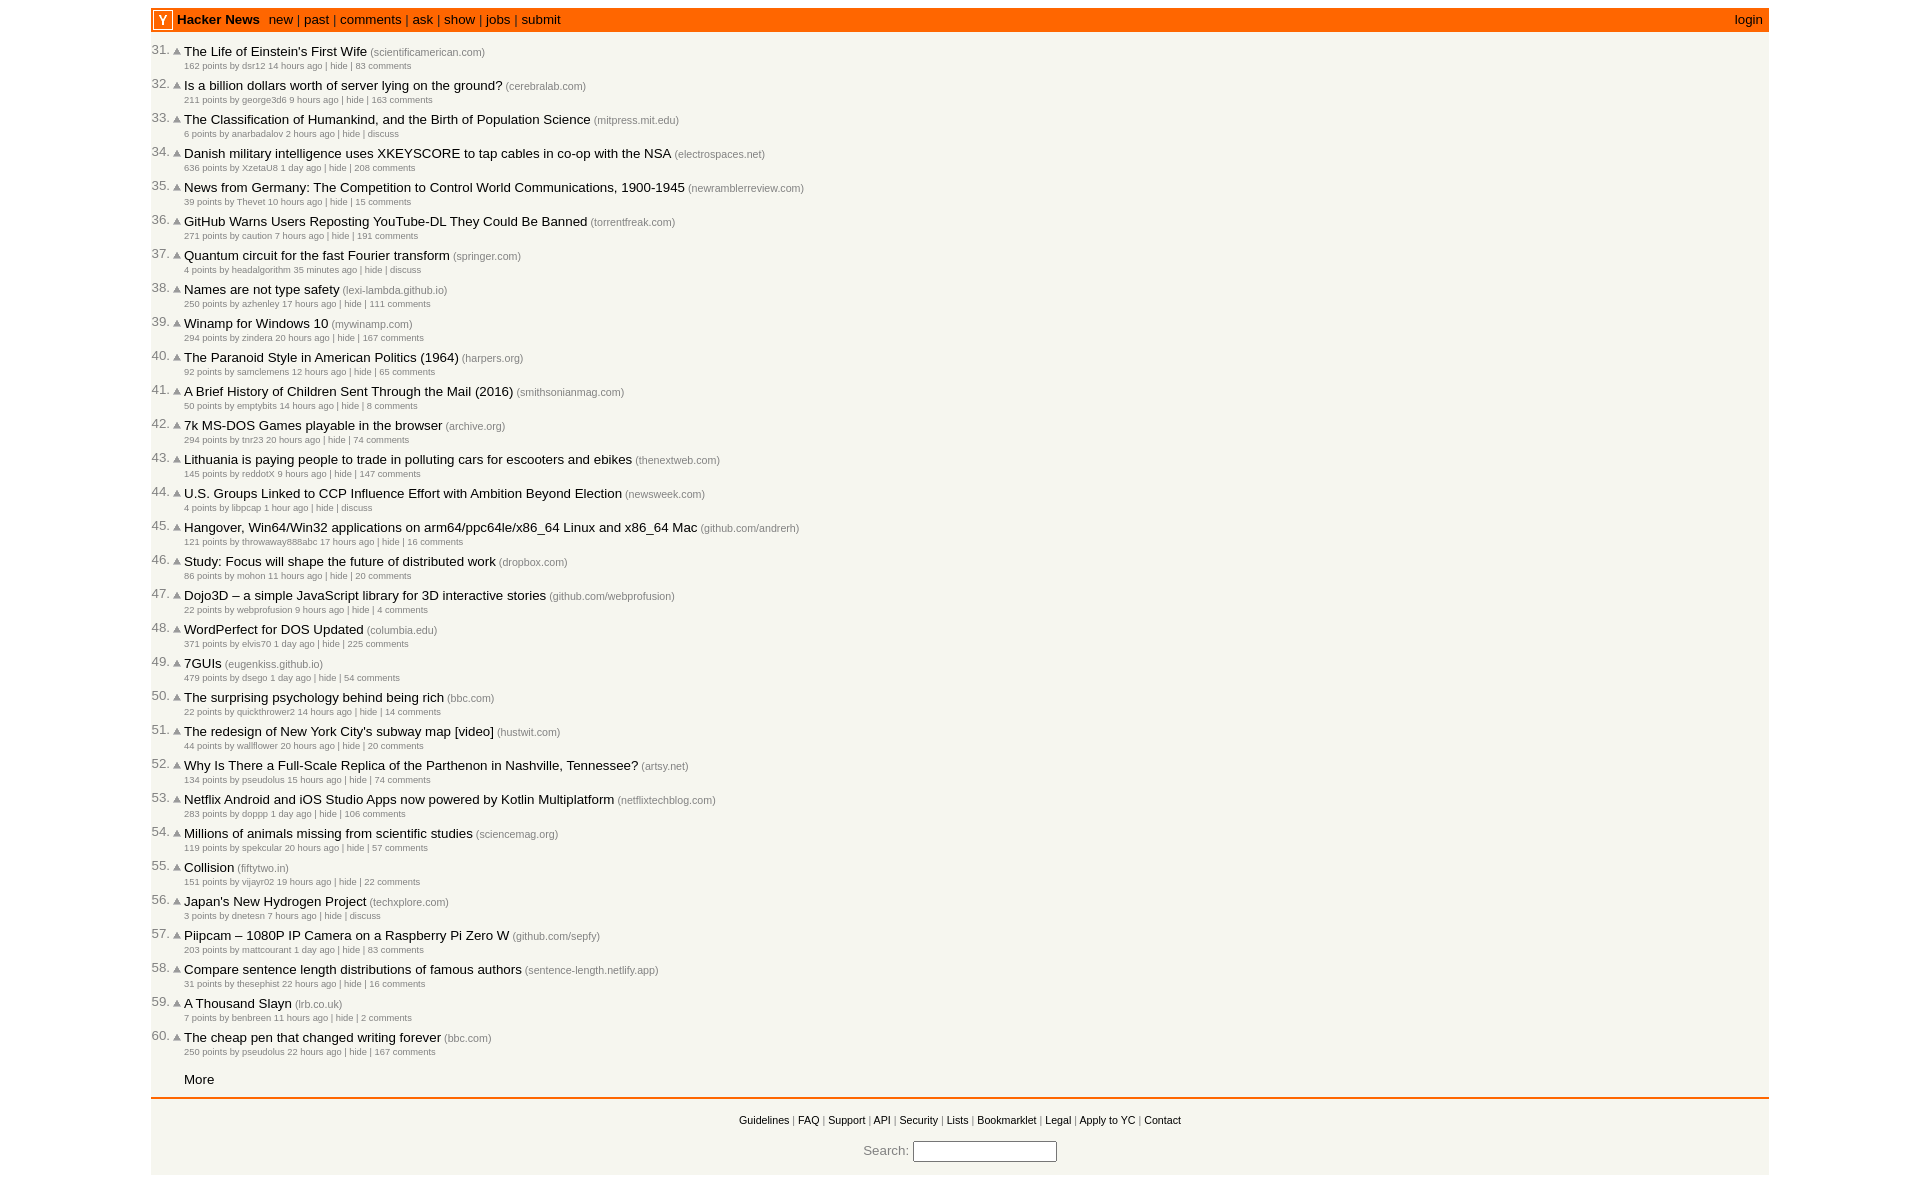 Y Hacker News new | past | comments | ask | show | jobs | submit login
31. The Life of Einstein's First Wife (scientificamerican.com)
162 points by dsr12 14 hours ago | hide | 83 comments
32. Is a billion dollars worth of server lying on the ground? (cerebralab.com)
211 points by george3d6 9 hours ago | hide | 163 comments
33. The Classification of Humankind, and the Birth of Population Science (mitpress.mit.edu)
6 points by anarbadalov 2 hours ago | hide | discuss
34. Danish military intelligence uses XKEYSCORE to tap cables in co-op with the NSA (electrospaces.net)
636 points by XzetaU8 1 day ago | hide | 208 comments
35. News from Germany: The Competition to Control World Communications, 1900-1945 (newramblerreview.com)
39 points by Thevet 10 hours ago | hide | 15 comments
36. GitHub Warns Users Reposting YouTube-DL They Could Be Banned (torrentfreak.com)
271 points by caution 7 hours ago | hide | 191 comments
37. Quantum circuit for the fast Fourier transform (springer.com)
4 points by headalgorithm 35 minutes ago | hide | discuss
38. Names are not type safety (lexi-lambda.github.io)
250 points by azhenley 17 hours ago | hide | 111 comments
39. Winamp for Windows 10 (mywinamp.com)
294 points by zindera 20 hours ago | hide | 167 comments
40. The Paranoid Style in American Politics (1964) (harpers.org)
92 points by samclemens 12 hours ago | hide | 65 comments
41. A Brief History of Children Sent Through the Mail (2016) (smithsonianmag.com)
50 points by emptybits 14 hours ago | hide | 8 comments
42. 7k MS-DOS Games playable in the browser (archive.org)
294 points by tnr23 20 hours ago | hide | 74 comments
43. Lithuania is paying people to trade in polluting cars for escooters and ebikes (thenextweb.com)
145 points by reddotX 9 hours ago | hide | 147 comments
44. U.S. Groups Linked to CCP Influence Effort with Ambition Beyond Election (newsweek.com)
4 points by libpcap 1 hour ago | hide | discuss
45. Hangover, Win64/Win32 applications on arm64/ppc64le/x86_64 Linux and x86_64 Mac (github.com/andrerh)
121 points by throwaway888abc 17 hours ago | hide | 16 comments
46. Study: Focus will shape the future of distributed work (dropbox.com)
86 points by mohon 11 hours ago | hide | 20 comments
47. Dojo3D – a simple JavaScript library for 3D interactive stories (github.com/webprofusion)
22 points by webprofusion 9 hours ago | hide | 4 comments
48. WordPerfect for DOS Updated (columbia.edu)
371 points by elvis70 1 day ago | hide | 225 comments
49. 7GUIs (eugenkiss.github.io)
479 points by dsego 1 day ago | hide | 54 comments
50. The surprising psychology behind being rich (bbc.com)
22 points by quickthrower2 14 hours ago | hide | 14 comments
51. The redesign of New York City's subway map [video] (hustwit.com)
44 points by wallflower 20 hours ago | hide | 20 comments
52. Why Is There a Full-Scale Replica of the Parthenon in Nashville, Tennessee? (artsy.net)
134 points by pseudolus 15 hours ago | hide | 74 comments
53. Netflix Android and iOS Studio Apps now powered by Kotlin Multiplatform (netflixtechblog.com)
283 points by doppp 1 day ago | hide | 106 comments
54. Millions of animals missing from scientific studies (sciencemag.org)
119 points by spekcular 20 hours ago | hide | 57 comments
55. Collision (fiftytwo.in)
151 points by vijayr02 19 hours ago | hide | 22 comments
56. Japan's New Hydrogen Project (techxplore.com)
3 points by dnetesn 7 hours ago | hide | discuss
57. Piipcam – 1080P IP Camera on a Raspberry Pi Zero W (github.com/sepfy)
203 points by mattcourant 1 day ago | hide | 83 comments
58. Compare sentence length distributions of famous authors (sentence-length.netlify.app)
31 points by thesephist 22 hours ago | hide | 16 comments
59. A Thousand Slayn (lrb.co.uk)
7 points by benbreen 11 hours ago | hide | 2 comments
60. The cheap pen that changed writing forever (bbc.com)
250 points by pseudolus 22 hours ago | hide | 167 comments
More
Guidelines | FAQ | Support | API | Security | Lists | Bookmarklet | Legal | Apply to YC | Contact
Search: